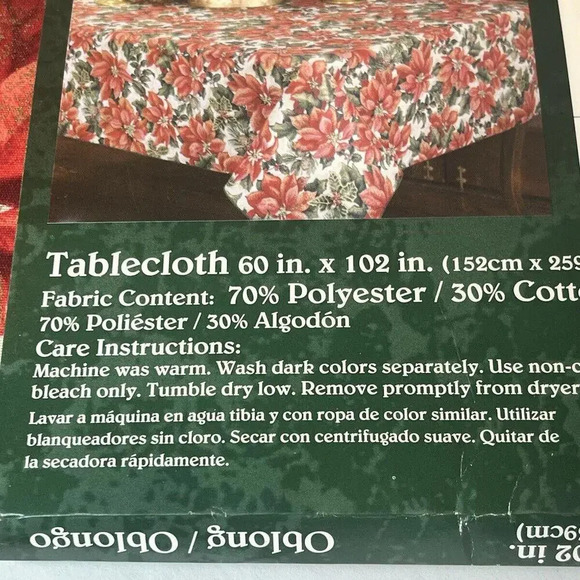 Tablecloth 60 in. x 102 in. (152cm x 259
Fabric Content: 70% Polyester / 30% Cott
70% Poliéster / 30% Algodón
Care Instructions:
Machine was warm. Wash dark colors separately. Use non-c
bleach only. Tumble dry low. Remove promptly from dryer
Lavar a máquina en agua tibia y con ropa de color similar. Utilizar
blanqueadores sin cloro. Secar con centrifugado suave. Quitar de
la secadora rápidamente.
Oblong / Oblongo
02 in.
59cm)